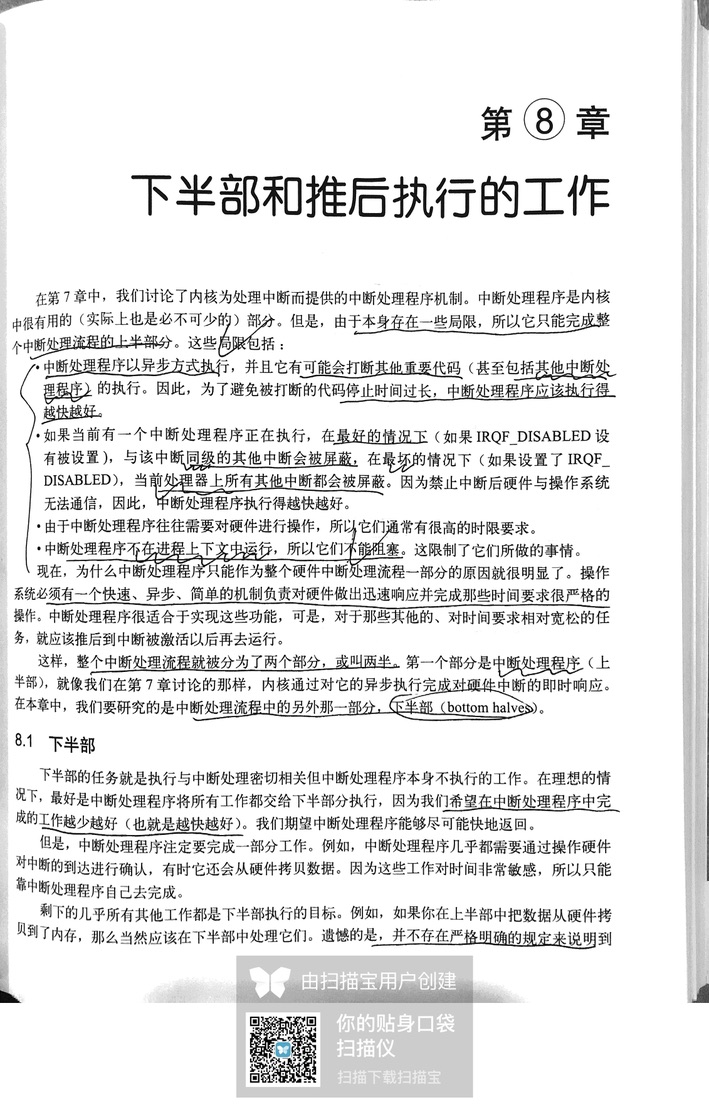 第 8 章
下半部和推后执行的工作
在第 7 章中，我们讨论了内核为处理中断而提供的中断处理程序机制。中断处理程序是内核
中很有用的（实际上也是必不可少的）部分。但是，由于本身存在一些局限，所以它只能完成整
个中断处理流程的上半部分。这些局限包括：
• 中断处理程序以异步方式执行，并且它有可能会打断其他重要代码（甚至包括其他中断处
理程序）的执行。因此，为了避免被打断的代码停止时间过长，中断处理程序应该执行得
越快越好。
• 如果当前有一个中断处理程序正在执行，在最好的情况下（如果 IRQF_DISABLED 没
有被设置），与该中断同级的其他中断会被屏蔽，在最坏的情况下（如果设置了 IRQF_
DISABLED），当前处理器上所有其他中断都会被屏蔽。因为禁止中断后硬件与操作系统
无法通信，因此，中断处理程序执行得越快越好。
• 由于中断处理程序往往需要对硬件进行操作，所以它们通常有很高的时限要求。
• 中断处理程序不在进程上下文中运行，所以它们不能阻塞。这限制了它们所做的事情。
现在，为什么中断处理程序只能作为整个硬件中断处理流程一部分的原因就很明显了。操作
系统必须有一个快速、异步、简单的机制负责对硬件做出迅速响应并完成那些时间要求很严格的
操作。中断处理程序很适合于实现这些功能，可是，对于那些其他的、对时间要求相对宽松的任
务，就应该推后到中断被激活以后再去运行。
这样，整个中断处理流程就被分为了两个部分，或叫两半。第一个部分是中断处理程序（上
半部），就像我们在第 7 章讨论的那样，内核通过对它的异步执行完成对硬件中断的即时响应。
在本章中，我们要研究的是中断处理流程中的另外那一部分，下半部（bottom halves）。
8.1 下半部
下半部的任务就是执行与中断处理密切相关但中断处理程序本身不执行的工作。在理想的情
况下，最好是中断处理程序将所有工作都交给下半部分执行，因为我们希望在中断处理程序中完
成的工作越少越好（也就是越快越好）。我们期望中断处理程序能够尽可能快地返回。
但是，中断处理程序注定要完成一部分工作。例如，中断处理程序几乎都需要通过操作硬件
对中断的到达进行确认，有时它还会从硬件拷贝数据。因为这些工作对时间非常敏感，所以只能
靠中断处理程序自己去完成。
剩下的几乎所有其他工作都是下半部执行的目标。例如，如果你在上半部中把数据从硬件拷
贝到了内存，那么当然应该在下半部中处理它们。遗憾的是，并不存在严格明确的规定来说明到
由扫描宝用户创建
你的贴身口袋
扫描仪
扫描下载扫描宝